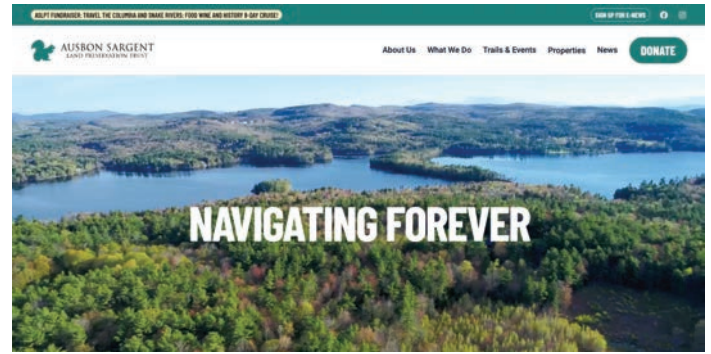 ASLPT FUNDRAISER: TRAVEL THE COLUMBIA AND SNAKE RIVERS: FOOD WINE AND HISTORY 9-DAY CRUISE!
SIGN UP FOR E-NEWS
AUSBON SARGENT
LAND PRESERVATION TRUST
About Us What We Do Trails & Events Properties News DONATE
NAVIGATING FOREVER